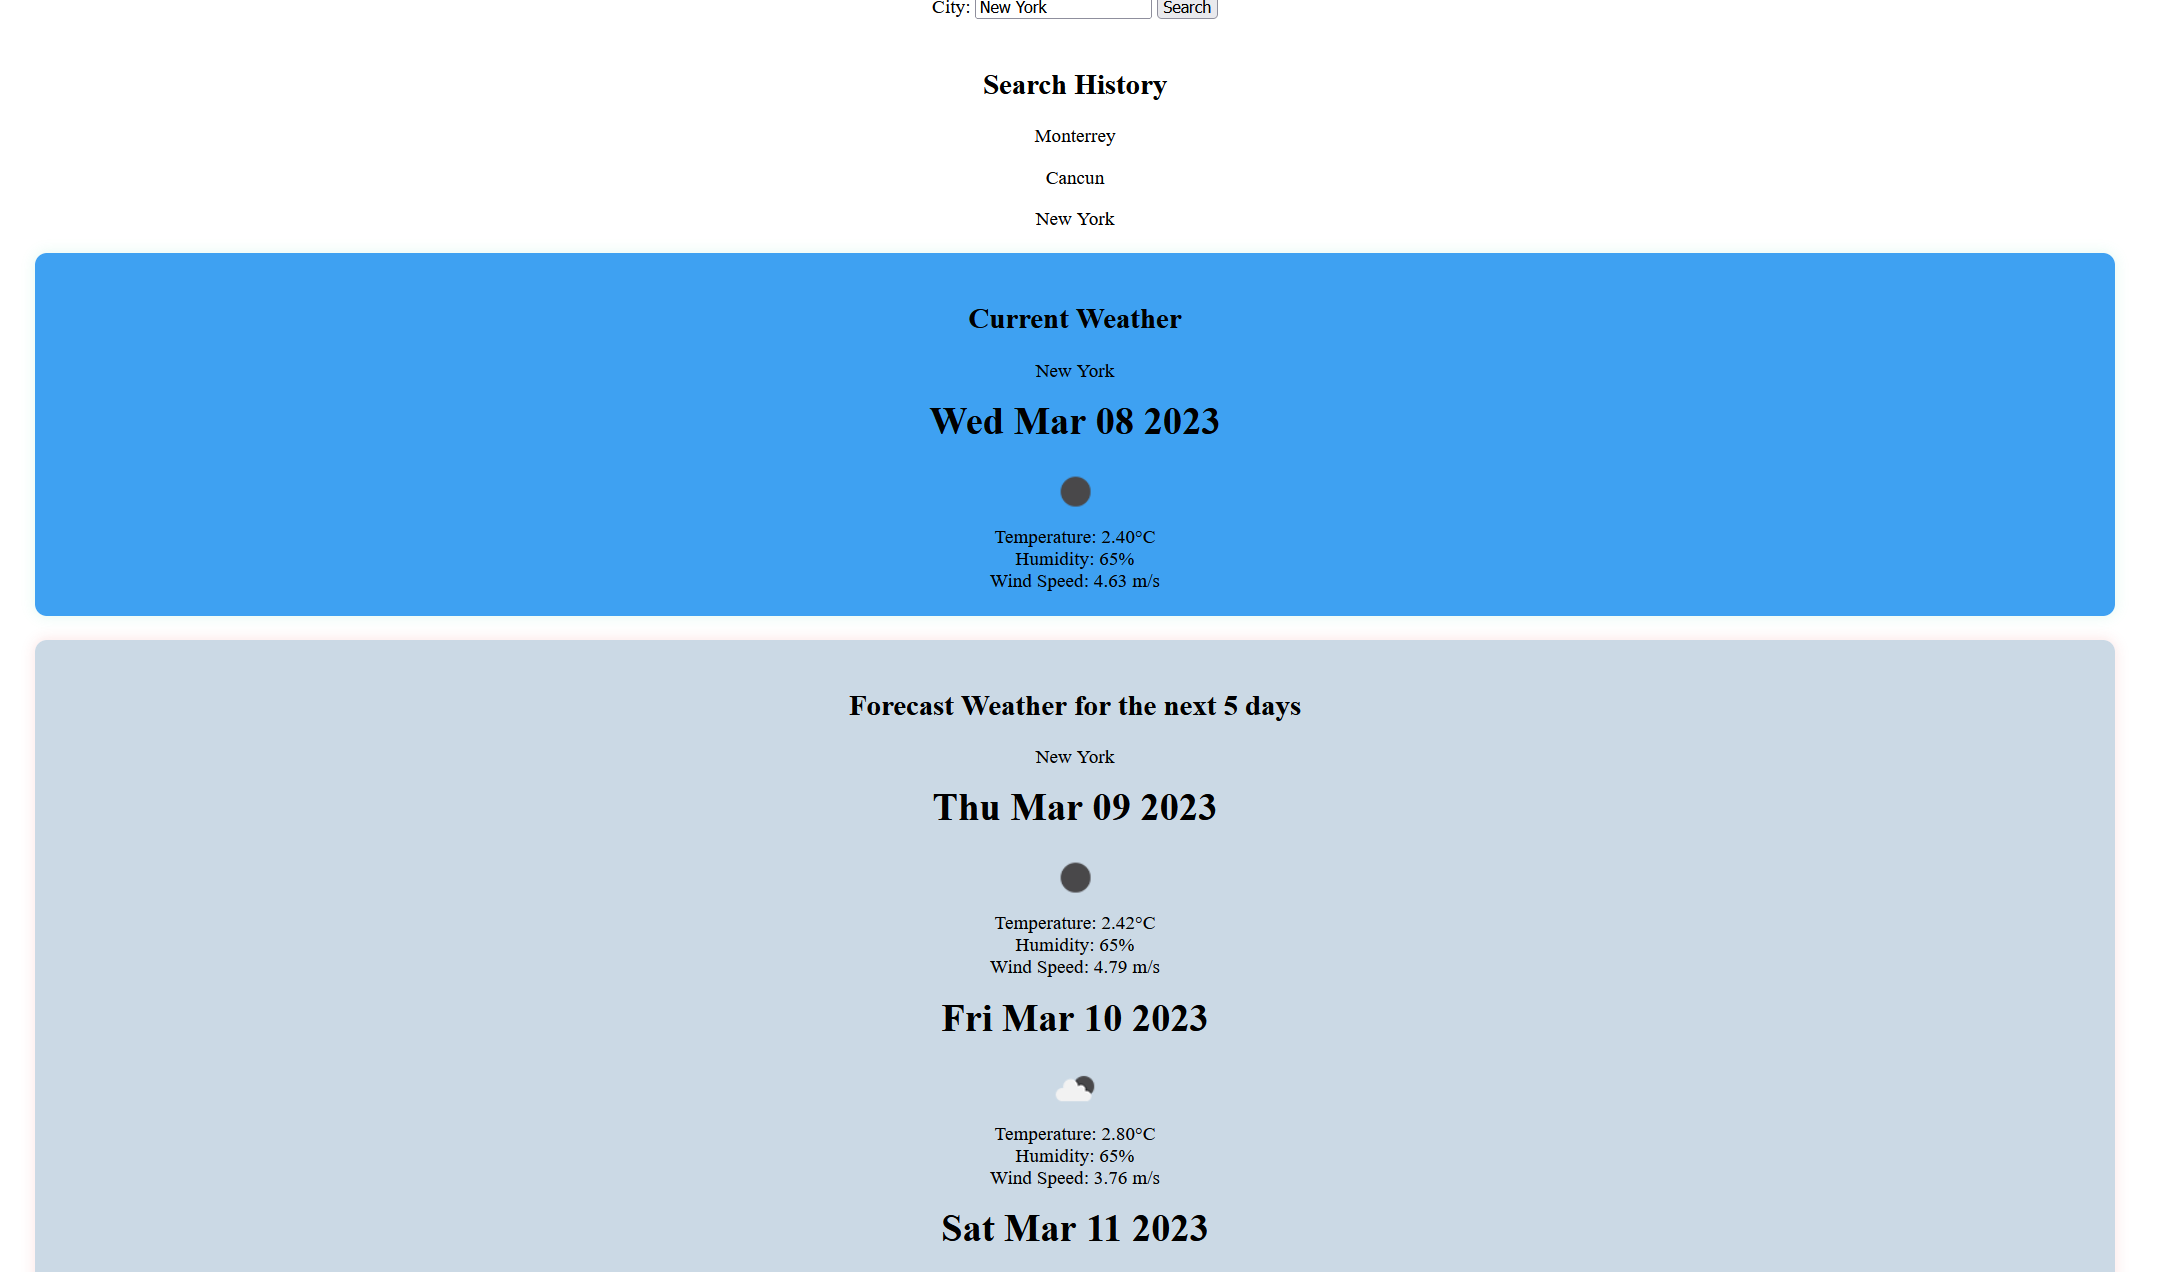 City: New York Search
Search History
Monterrey
Cancun
New York
Current Weather
New York
Wed Mar 08 2023
Temperature: 2.40°C
Humidity: 65%
Wind Speed: 4.63 m/s
Forecast Weather for the next 5 days
New York
Thu Mar 09 2023
Temperature: 2.42°C
Humidity: 65%
Wind Speed: 4.79 m/s
Fri Mar 10 2023
Temperature: 2.80°C
Humidity: 65%
Wind Speed: 3.76 m/s
Sat Mar 11 2023